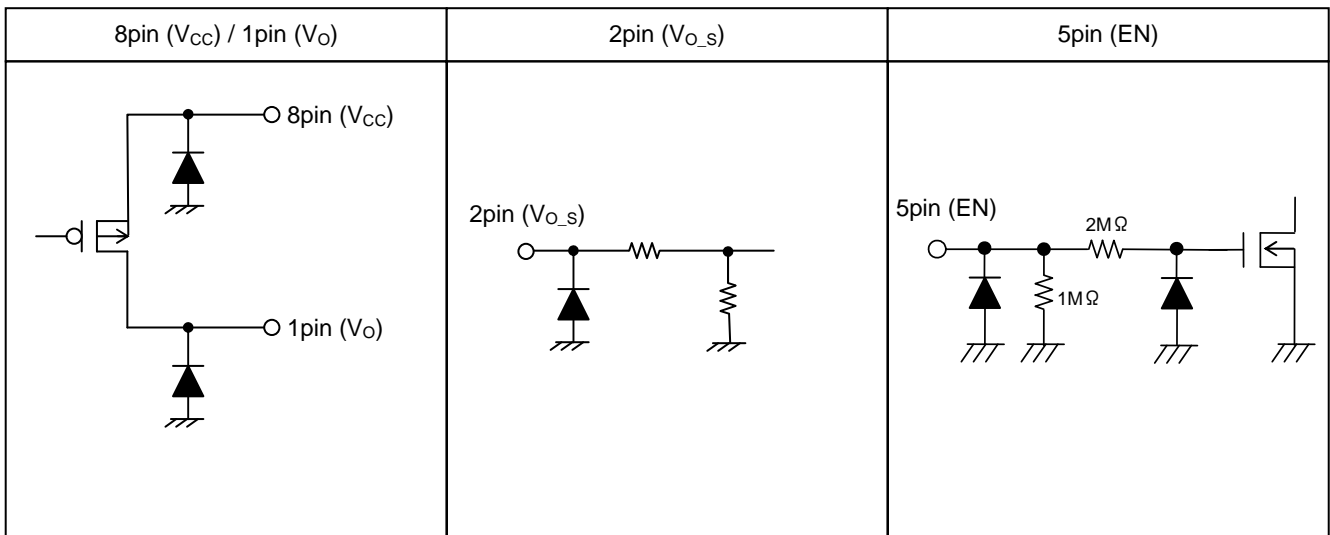 8pin (VCC) / 1pin (VO)
2pin (VO_S)
5pin (EN)
8pin (VCC)
1pin (VO)
2pin (VO_S)
5pin (EN)
2MΩ
1MΩ